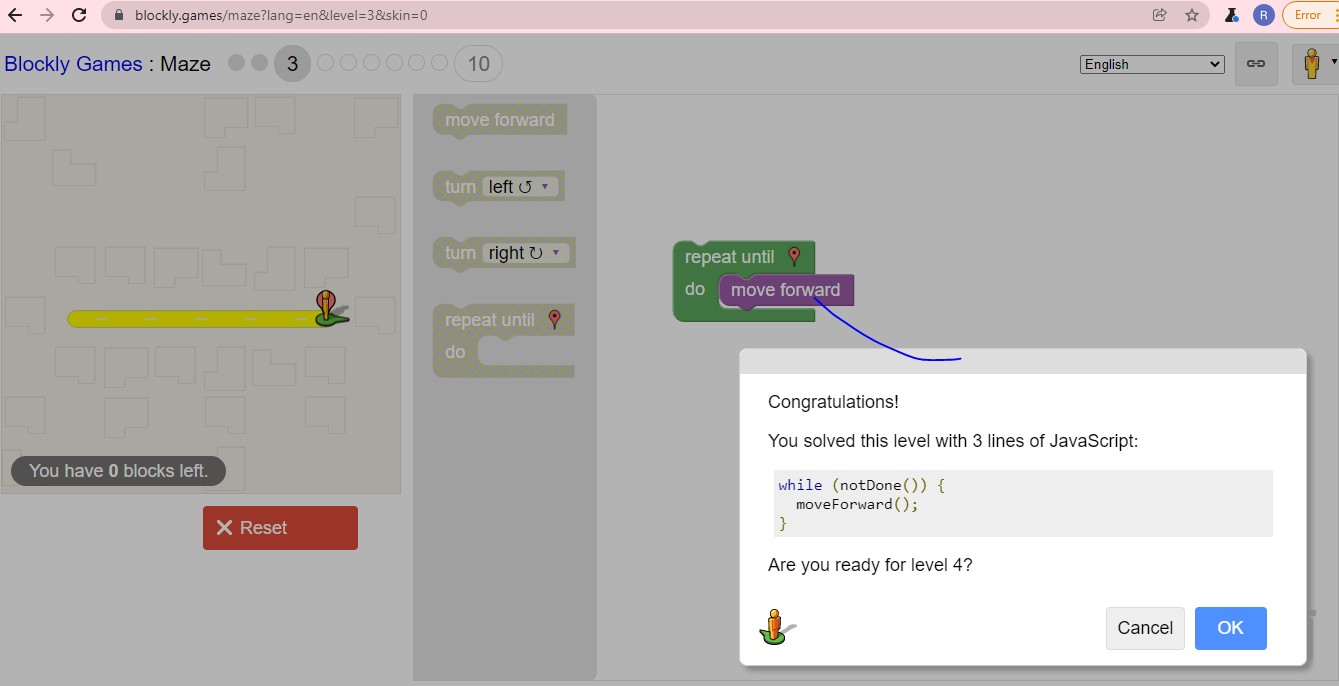 blockly.games/maze?lang=en&level=3&skin=0
R
Error
Blockly Games : Maze
3
10
English
move forward
turn left ↺ ▼
turn right ↻ ▼
repeat until
do
repeat until
do move forward
You have 0 blocks left.
Reset
Congratulations!
You solved this level with 3 lines of JavaScript:
while (notDone()) {
  moveForward();
}
Are you ready for level 4?
Cancel
OK